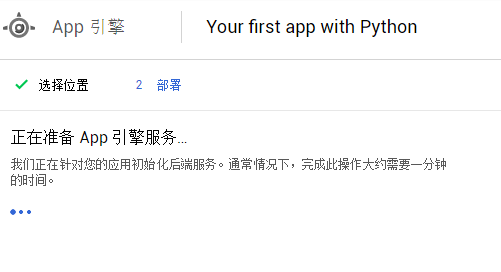 App 引擎 Your first app with Python
选择位置 2 部署
正在准备 App 引擎服务...
我们正在针对您的应用初始化后端服务。通常情况下，完成此操作大约需要一分钟
的时间。